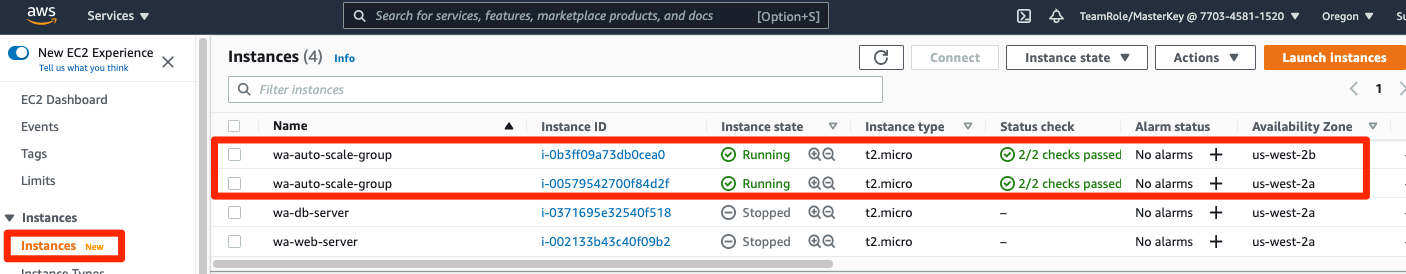 aws Services ▼ Search for services, features, marketplace products, and docs [Option+S] TeamRole/MasterKey @ 7703-4581-1520 ▼ Oregon ▼
New EC2 Experience
Tell us what you think
EC2 Dashboard
Events
Tags
Limits
Instances
Instances New
Instance Types
Instances (4) Info Connect Instance state ▼ Actions ▼ Launch instances
Filter instances 1
Name Instance ID Instance state Instance type Status check Alarm status Availability Zone
wa-auto-scale-group i-0b3ff09a73db0cea0 Running t2.micro 2/2 checks passed No alarms + us-west-2b
wa-auto-scale-group i-00579542700f84d2f Running t2.micro 2/2 checks passed No alarms + us-west-2a
wa-db-server i-0371695e32540f518 Stopped t2.micro – No alarms + us-west-2a
wa-web-server i-002133b43c40f09b2 Stopped t2.micro – No alarms + us-west-2a